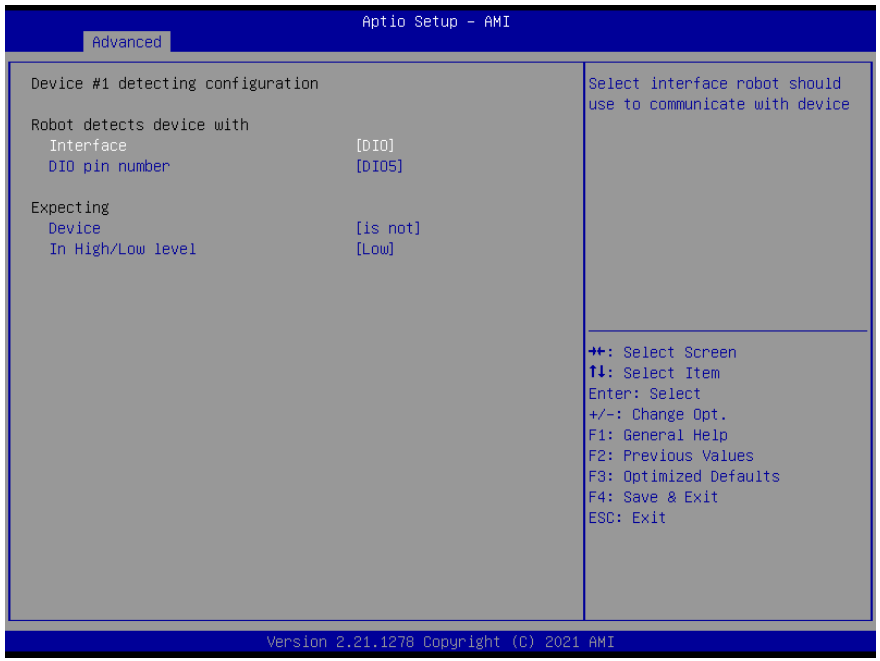 Aptio Setup - AMI
Advanced
Device #1 detecting configuration
Robot detects device with
Interface [DIO]
DIO pin number [DIO5]
Expecting
Device [is not]
In High/Low level [Low]
Select interface robot should
use to communicate with device
→←: Select Screen
↑↓: Select Item
Enter: Select
+/-: Change Opt.
F1: General Help
F2: Previous Values
F3: Optimized Defaults
F4: Save & Exit
ESC: Exit
Version 2.21.1278 Copyright (C) 2021 AMI